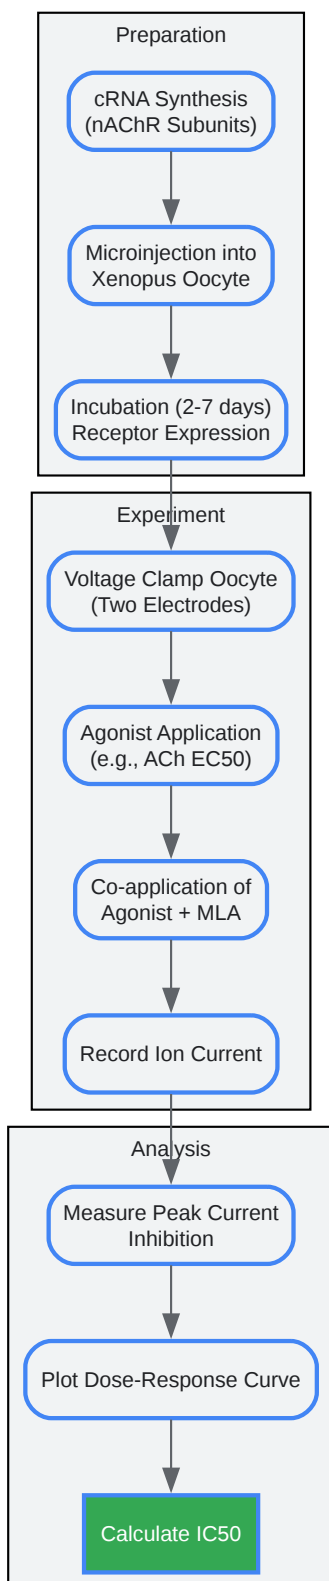 Preparation
cRNA Synthesis
(nAChR Subunits)
Microinjection into
Xenopus Oocyte
Incubation (2-7 days)
Receptor Expression
Experiment
Voltage Clamp Oocyte
(Two Electrodes)
Agonist Application
(e.g., ACh EC50)
Co-application of
Agonist + MLA
Record Ion Current
Analysis
Measure Peak Current
Inhibition
Plot Dose-Response Curve
Calculate IC50